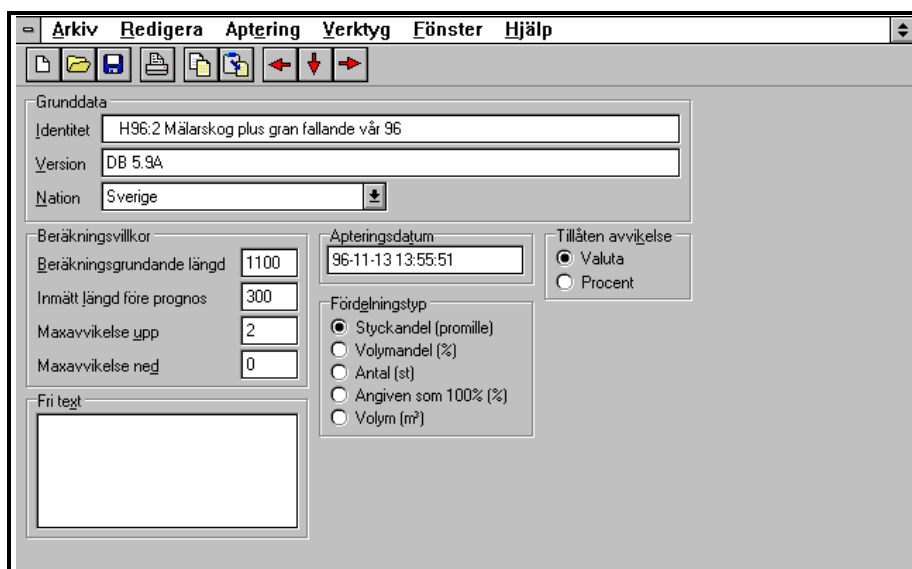 Arkiv Redigera Aptering Verktyg Fönster Hjälp
Grunddata
Identitet H96:2 Mälarskog plus gran fallande vår 96
Version DB 5.9A
Nation Sverige
Beräkningsvillkor
Beräkningsgrundande längd 1100
Inmätt längd före prognos 300
Maxavvikelse upp 2
Maxavvikelse ned 0
Apteringsdatum
96-11-13 13:55:51
Tillåten avvikelse
Valuta
Procent
Fördelningstyp
Styckandel (promille)
Volymandel (%)
Antal (st)
Angiven som 100% (%)
Volym (m³)
Fri text